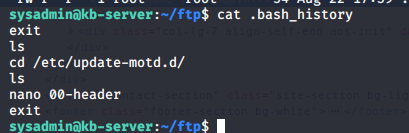 sysadmin@kb-server:~/ftp$ cat .bash_history
exit
ls
cd /etc/update-motd.d/
ls
nano 00-header
exit
sysadmin@kb-server:~/ftp$